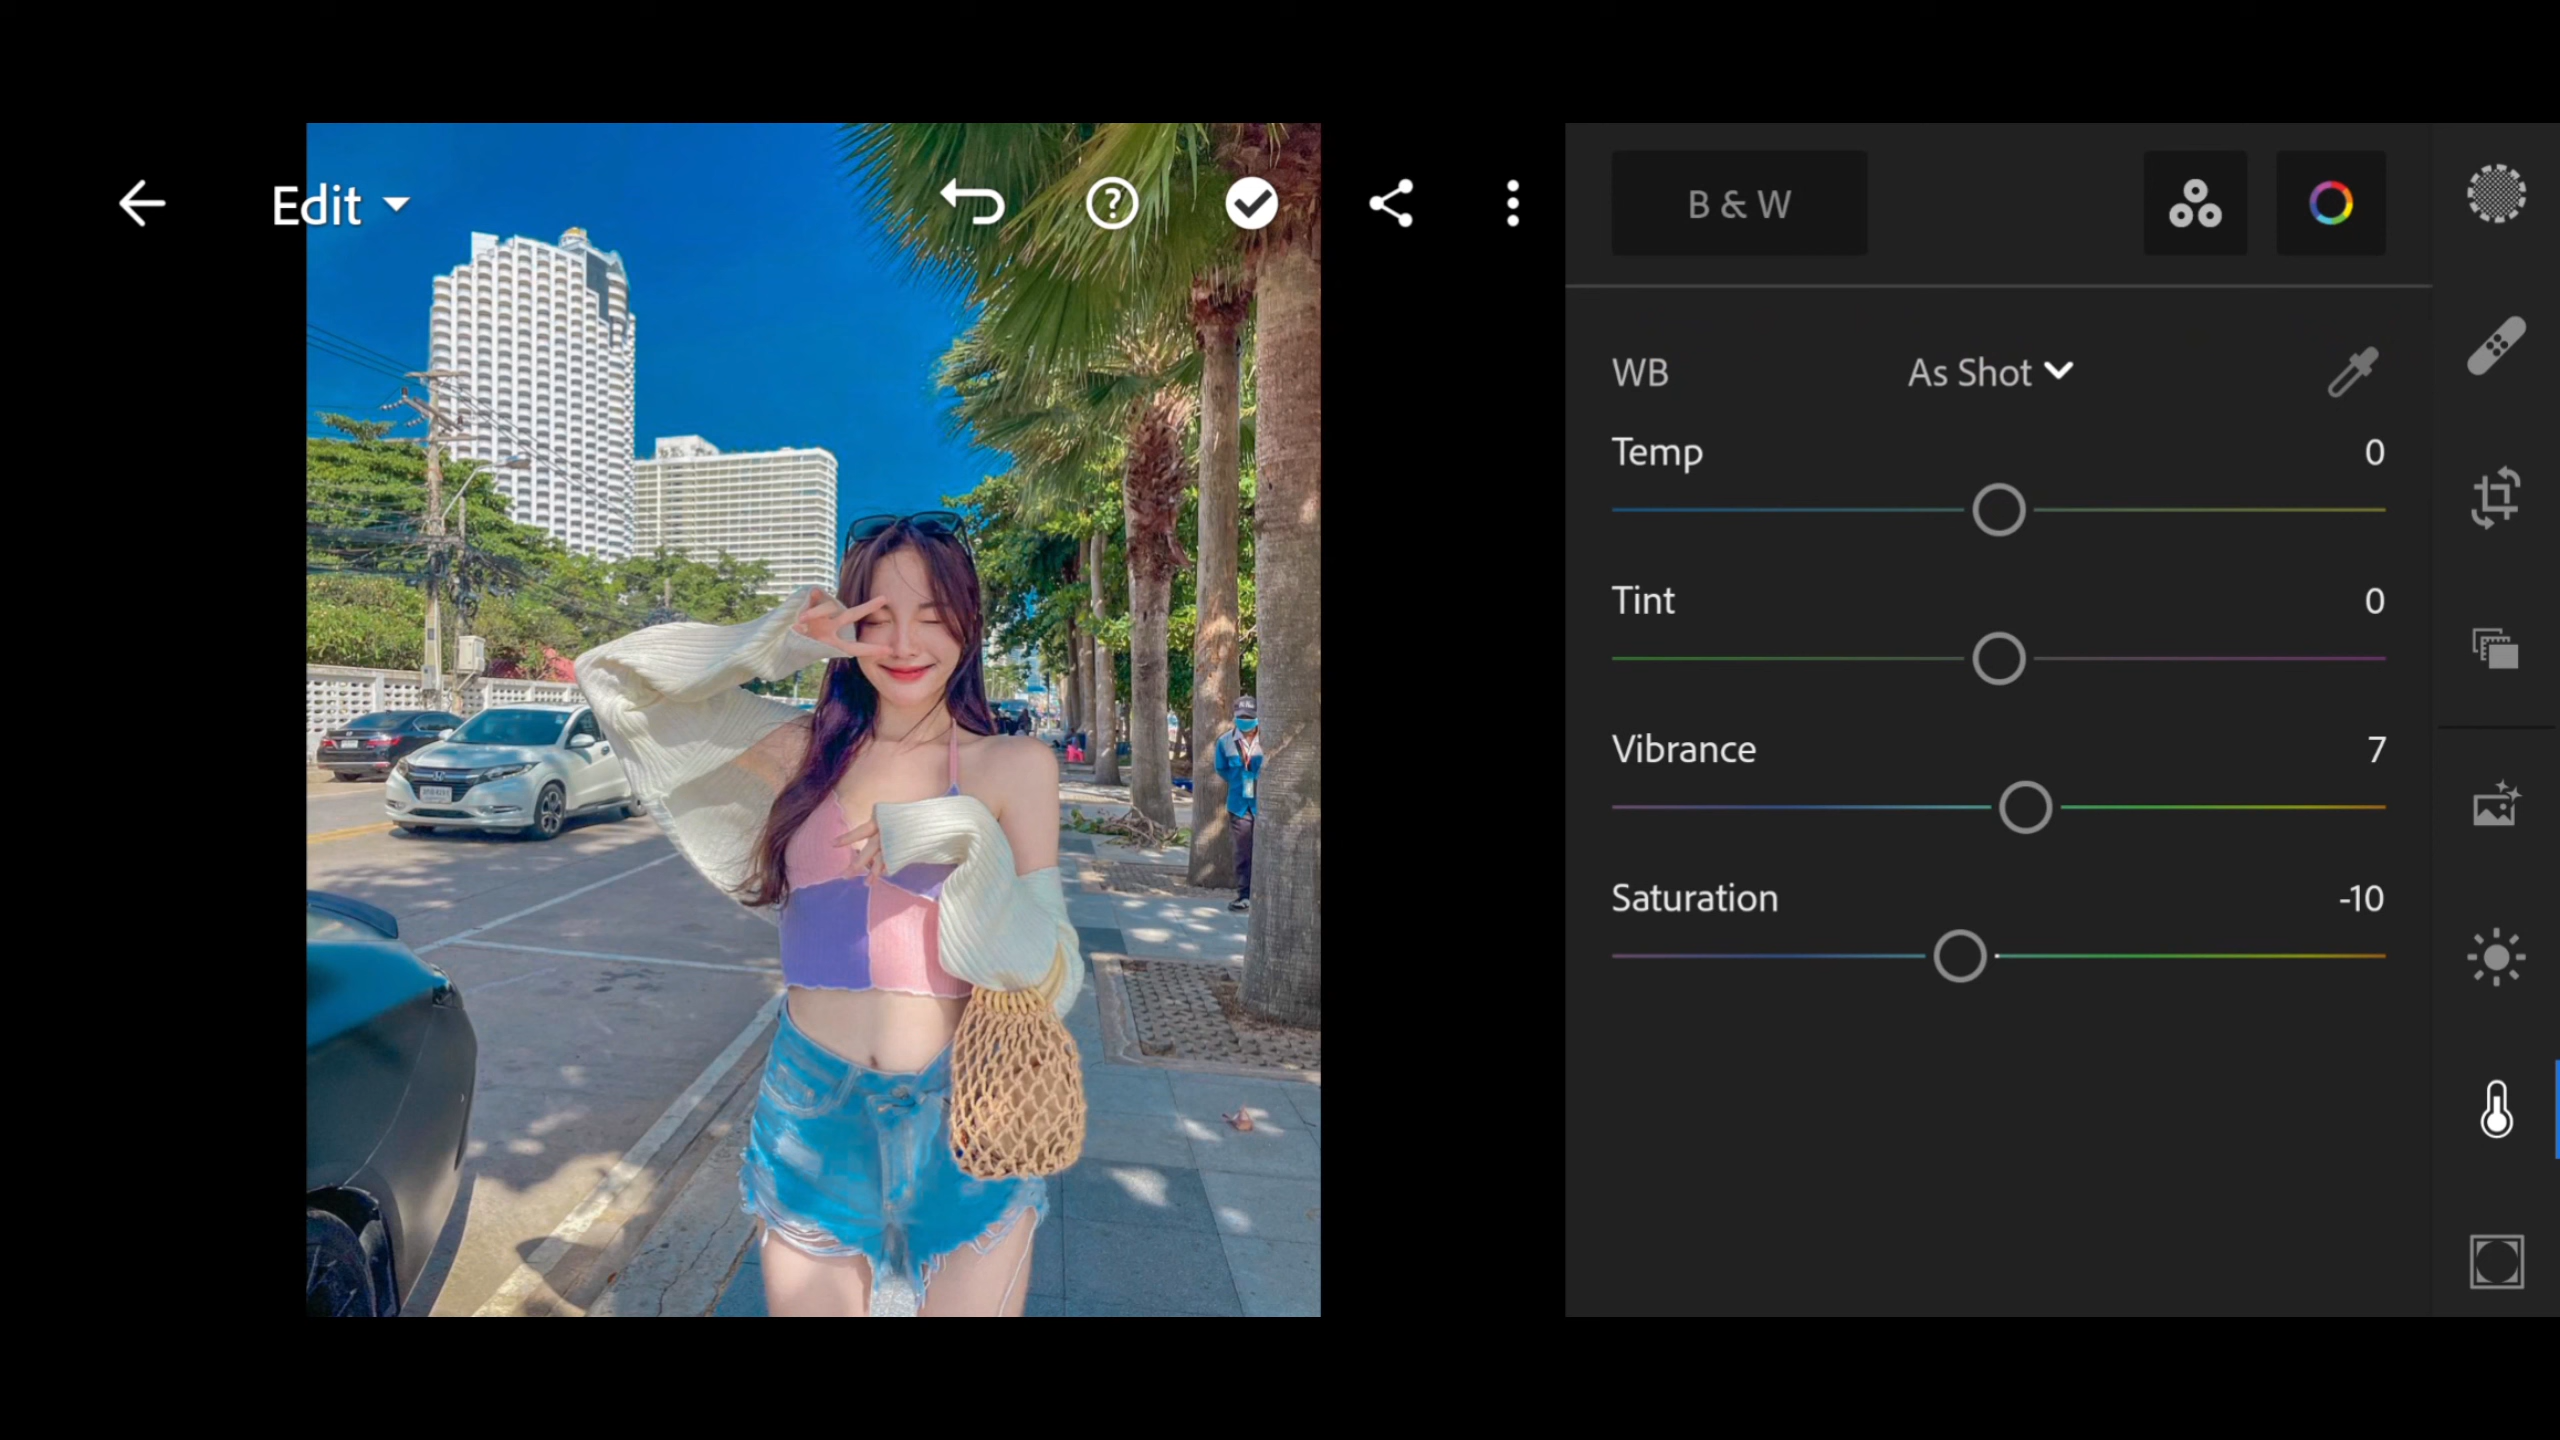 Edit
B & W
WB As Shot
Temp 0
Tint 0
Vibrance 7
Saturation -10